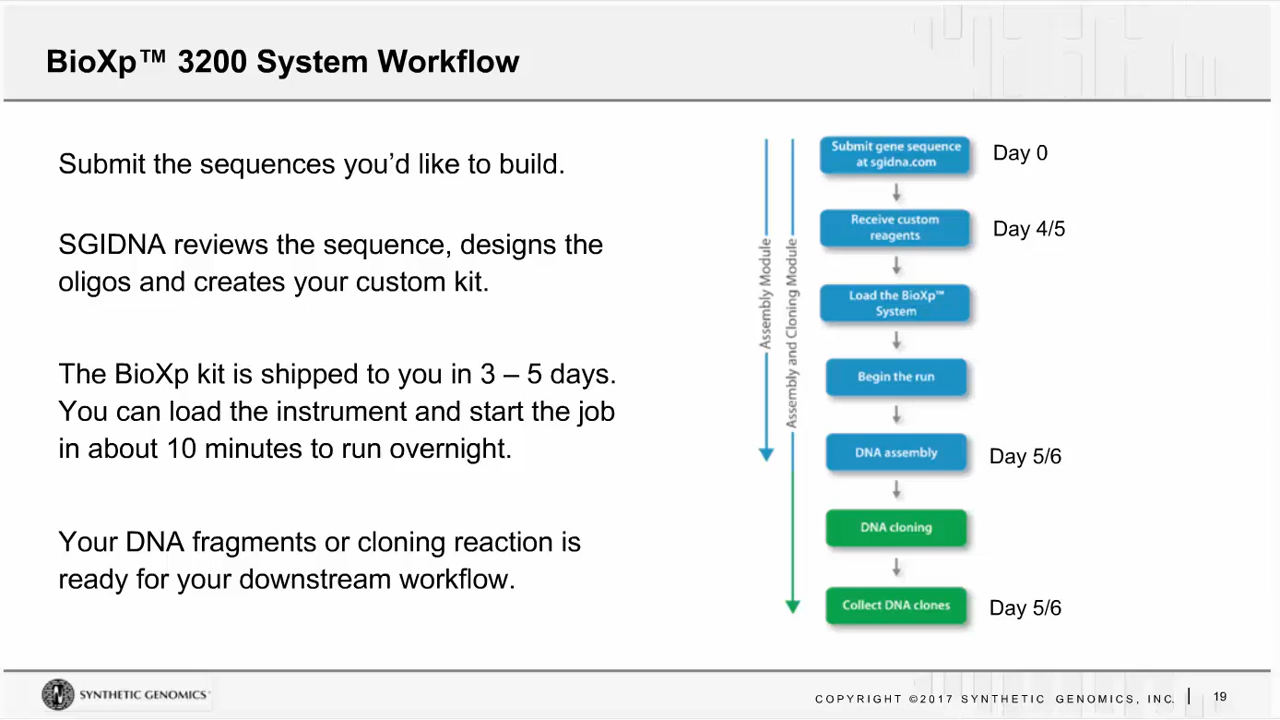 BioXp™ 3200 System Workflow
Submit the sequences you’d like to build.
SGIDNA reviews the sequence, designs the
oligos and creates your custom kit.
The BioXp kit is shipped to you in 3 – 5 days.
You can load the instrument and start the job
in about 10 minutes to run overnight.
Your DNA fragments or cloning reaction is
ready for your downstream workflow.
Assembly Module
Assembly and Cloning Module
Submit gene sequence
at sgidna.com
Day 0
Receive custom
reagents
Day 4/5
Load the BioXp™
System
Begin the run
DNA assembly
Day 5/6
DNA cloning
Collect DNA clones
Day 5/6
SYNTHETIC GENOMICS
COPYRIGHT ©2017 SYNTHETIC GENOMICS, INC. | 19